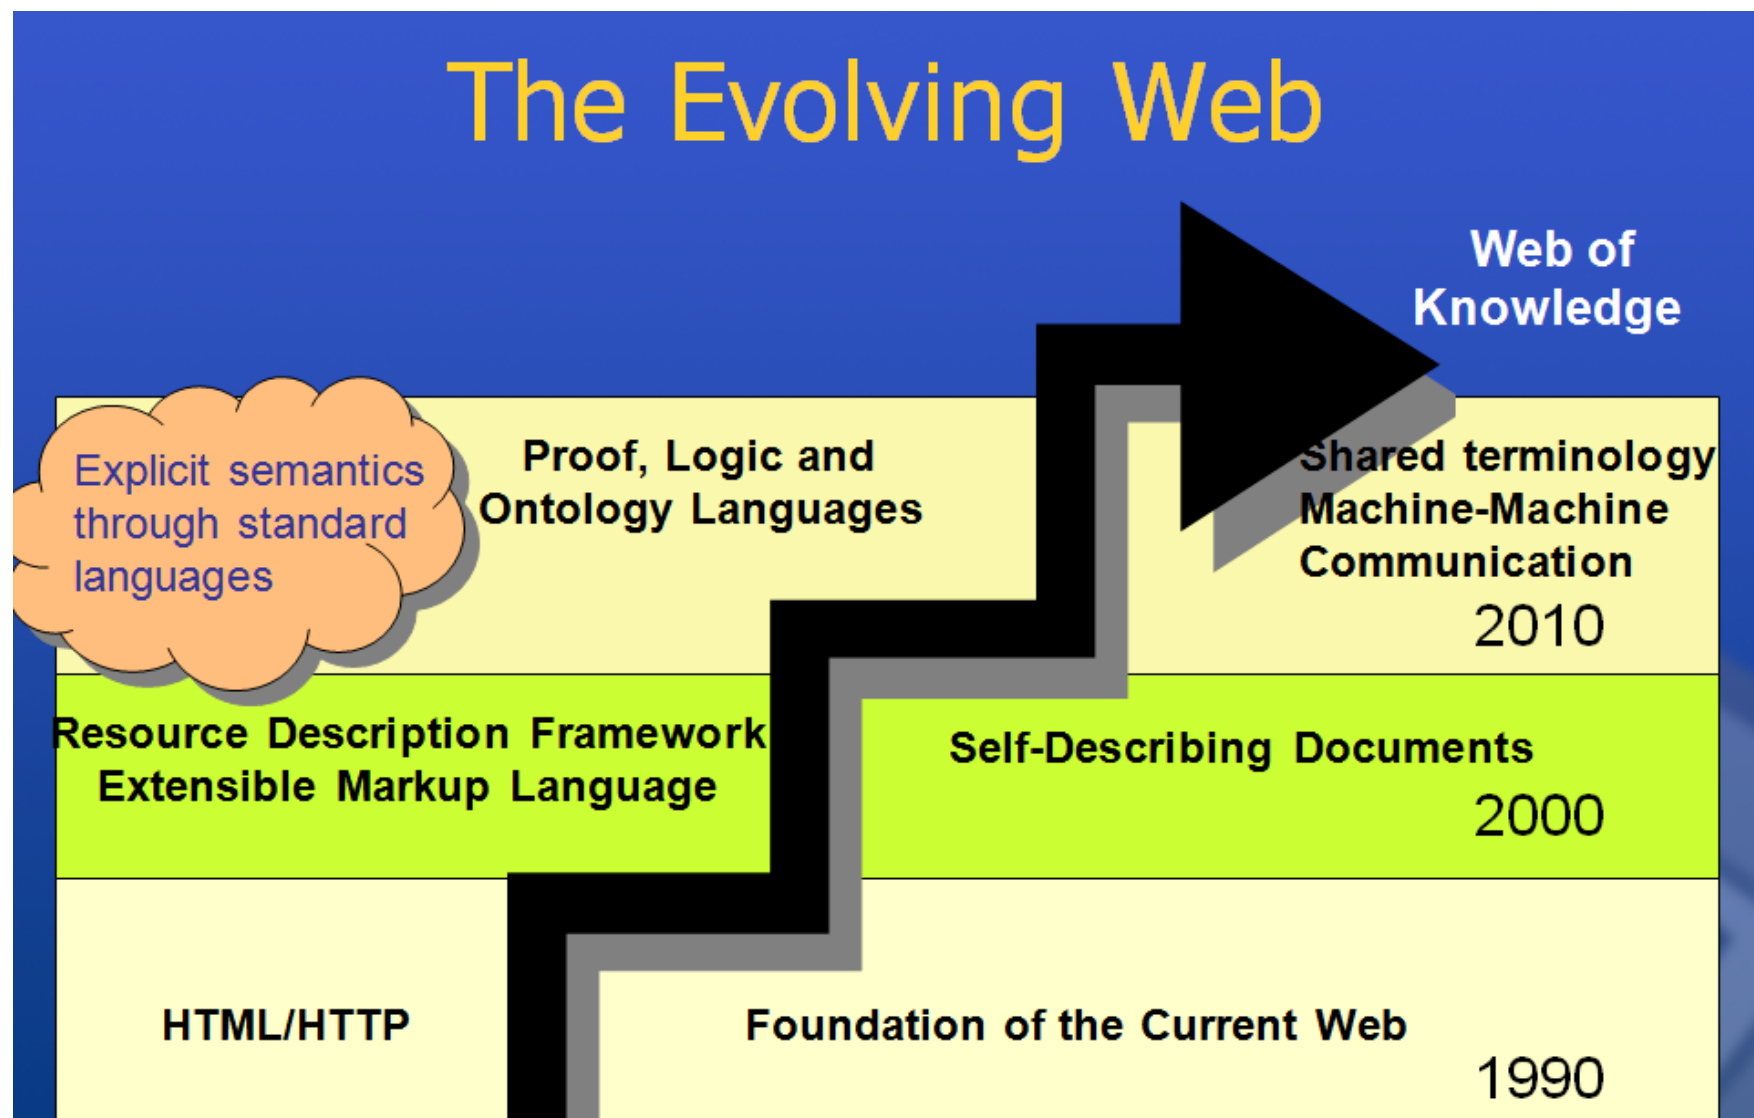 The Evolving Web
Web of
Knowledge
Explicit semantics
through standard
languages
Proof, Logic and
Ontology Languages
Shared terminology
Machine-Machine
Communication
2010
Resource Description Framework
Extensible Markup Language
Self-Describing Documents
2000
HTML/HTTP
Foundation of the Current Web
1990